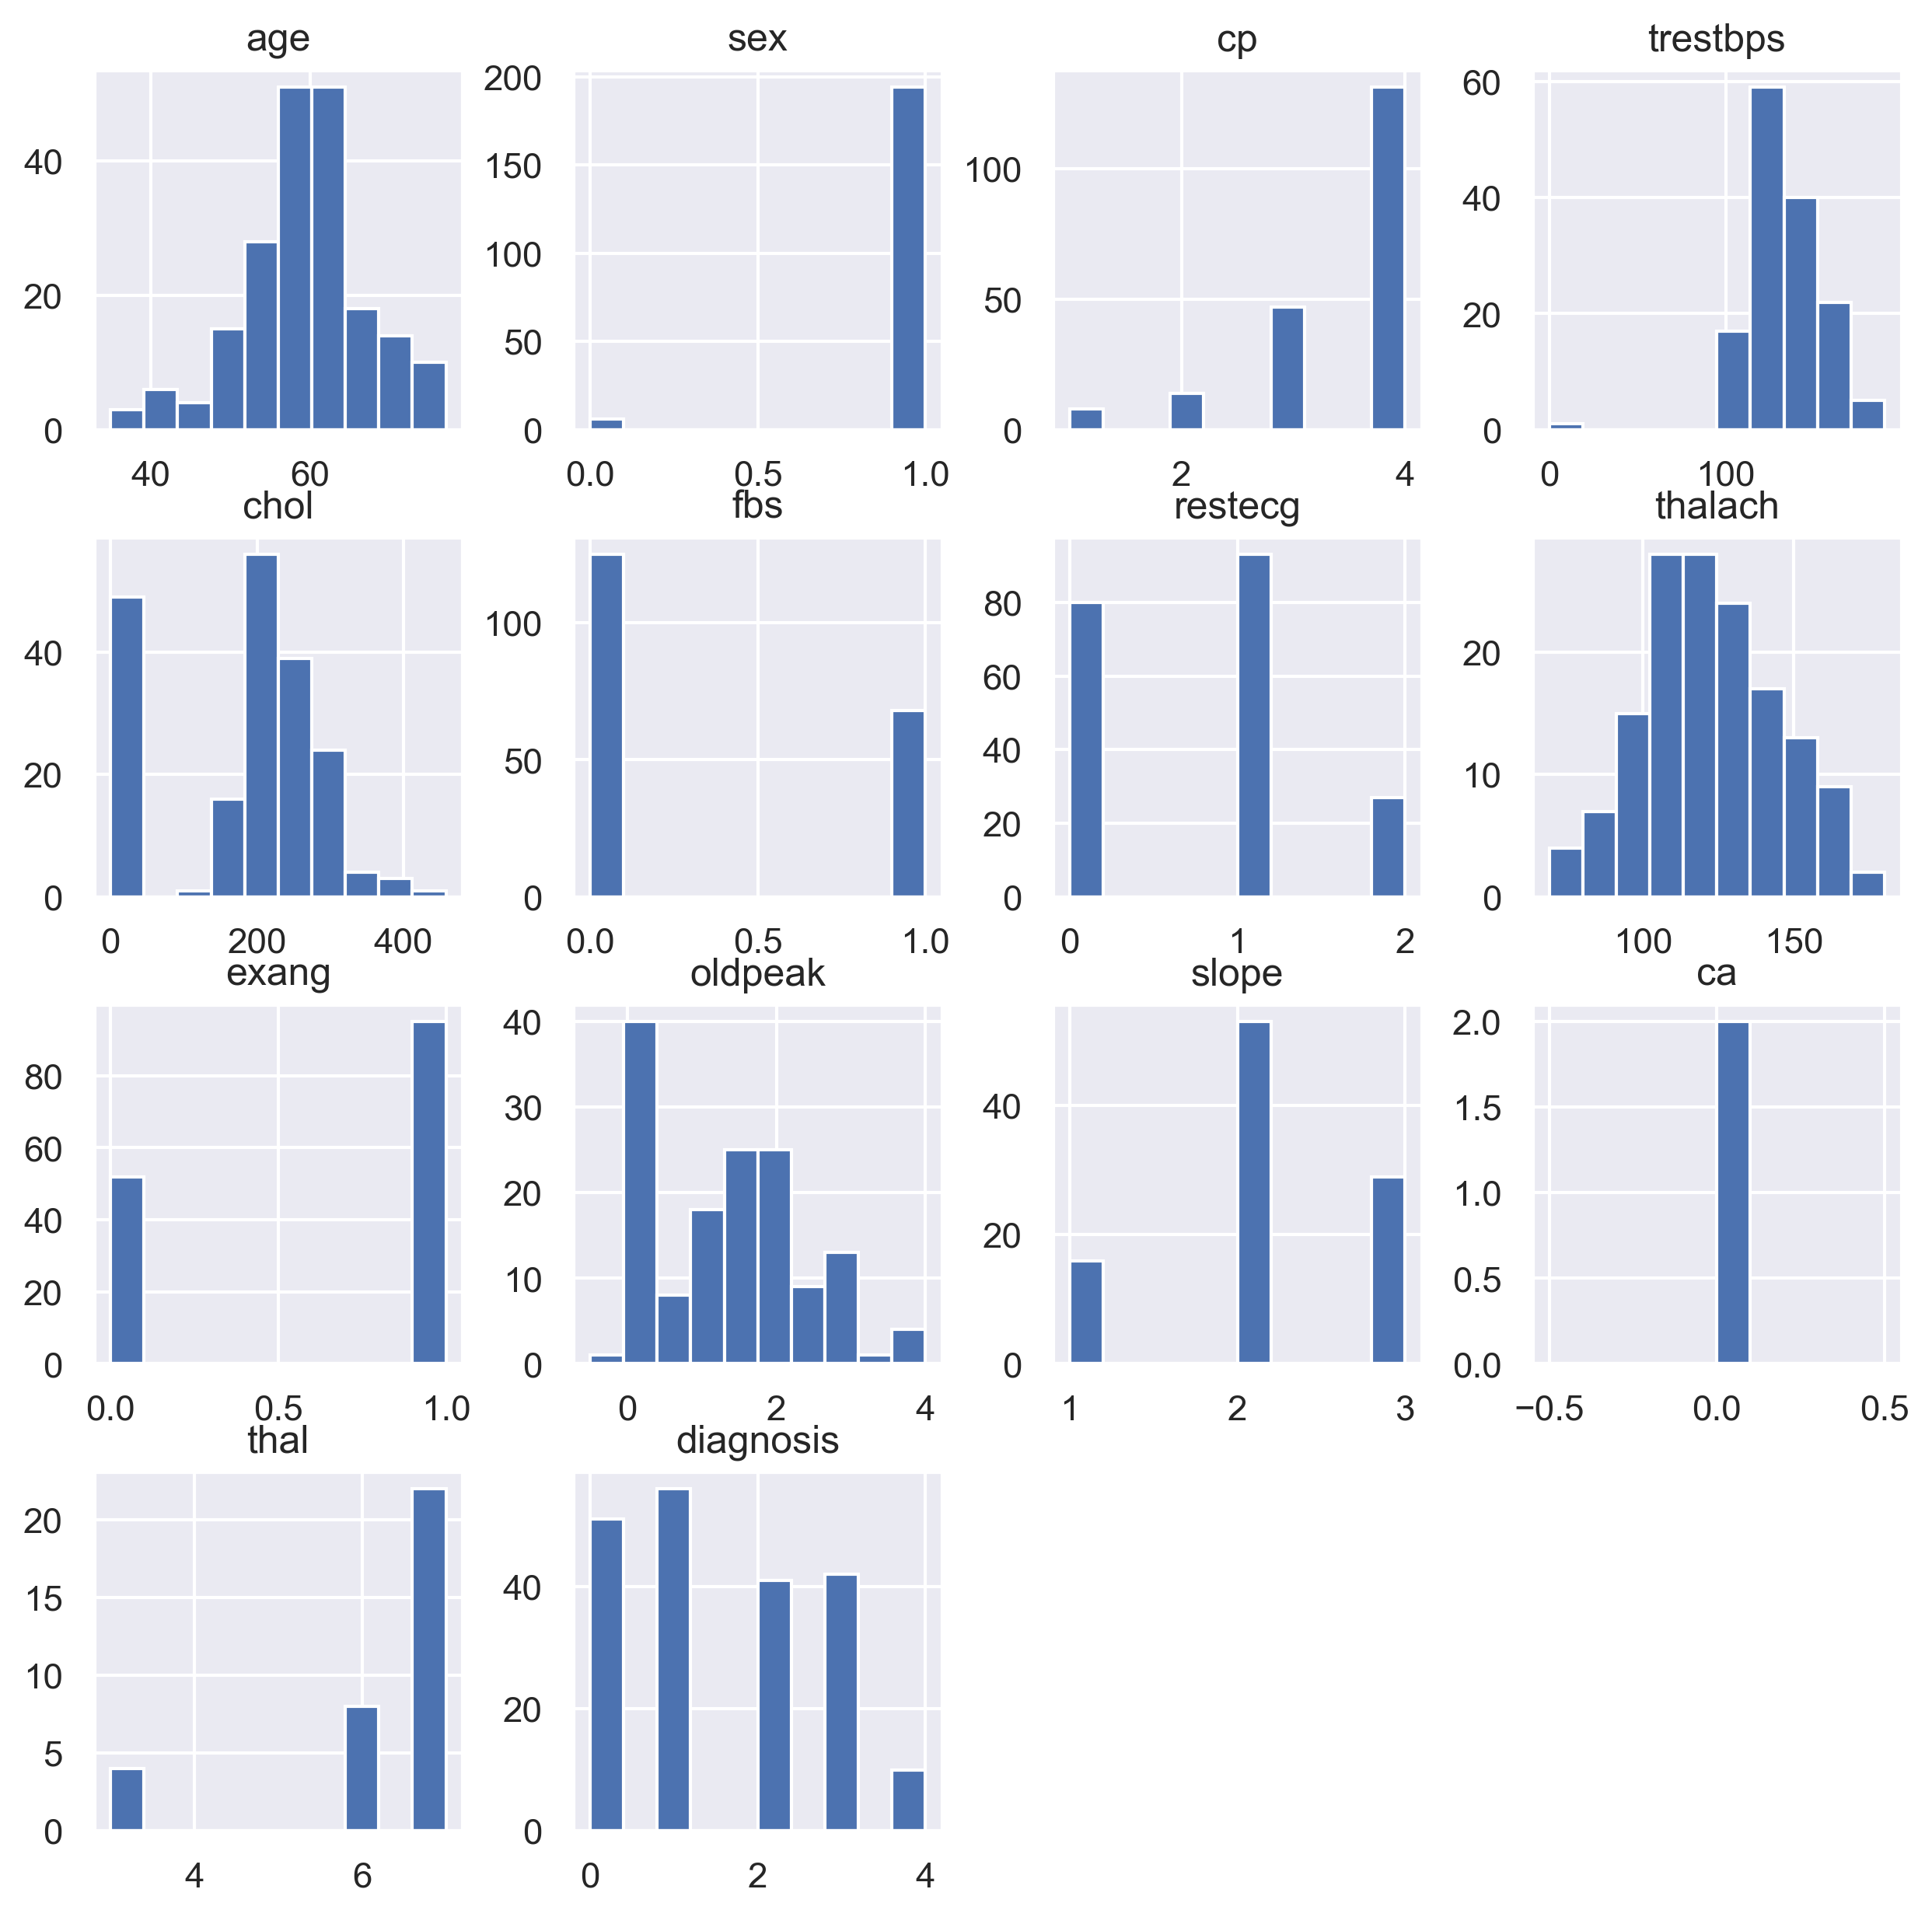 age sex cp trestbps
40 20 0
200 150 100 50 0
100 50 0
60 40 20 0
40 60
0.0 0.5 1.0
2 4
0 100
chol fbs restecg thalach
40 20 0
100 50 0
80 60 40 20 0
20 10 0
0 200 400
0.0 0.5 1.0
0 1 2
100 150
exang oldpeak slope ca
80 60 40 20 0
40 30 20 10 0
40 20 0
2.0 1.5 1.0 0.5 0.0
0.0 0.5 1.0
0 2 4
1 2 3
−0.5 0.0 0.5
thal diagnosis
20 15 10 5 0
40 20 0
4 6
0 2 4